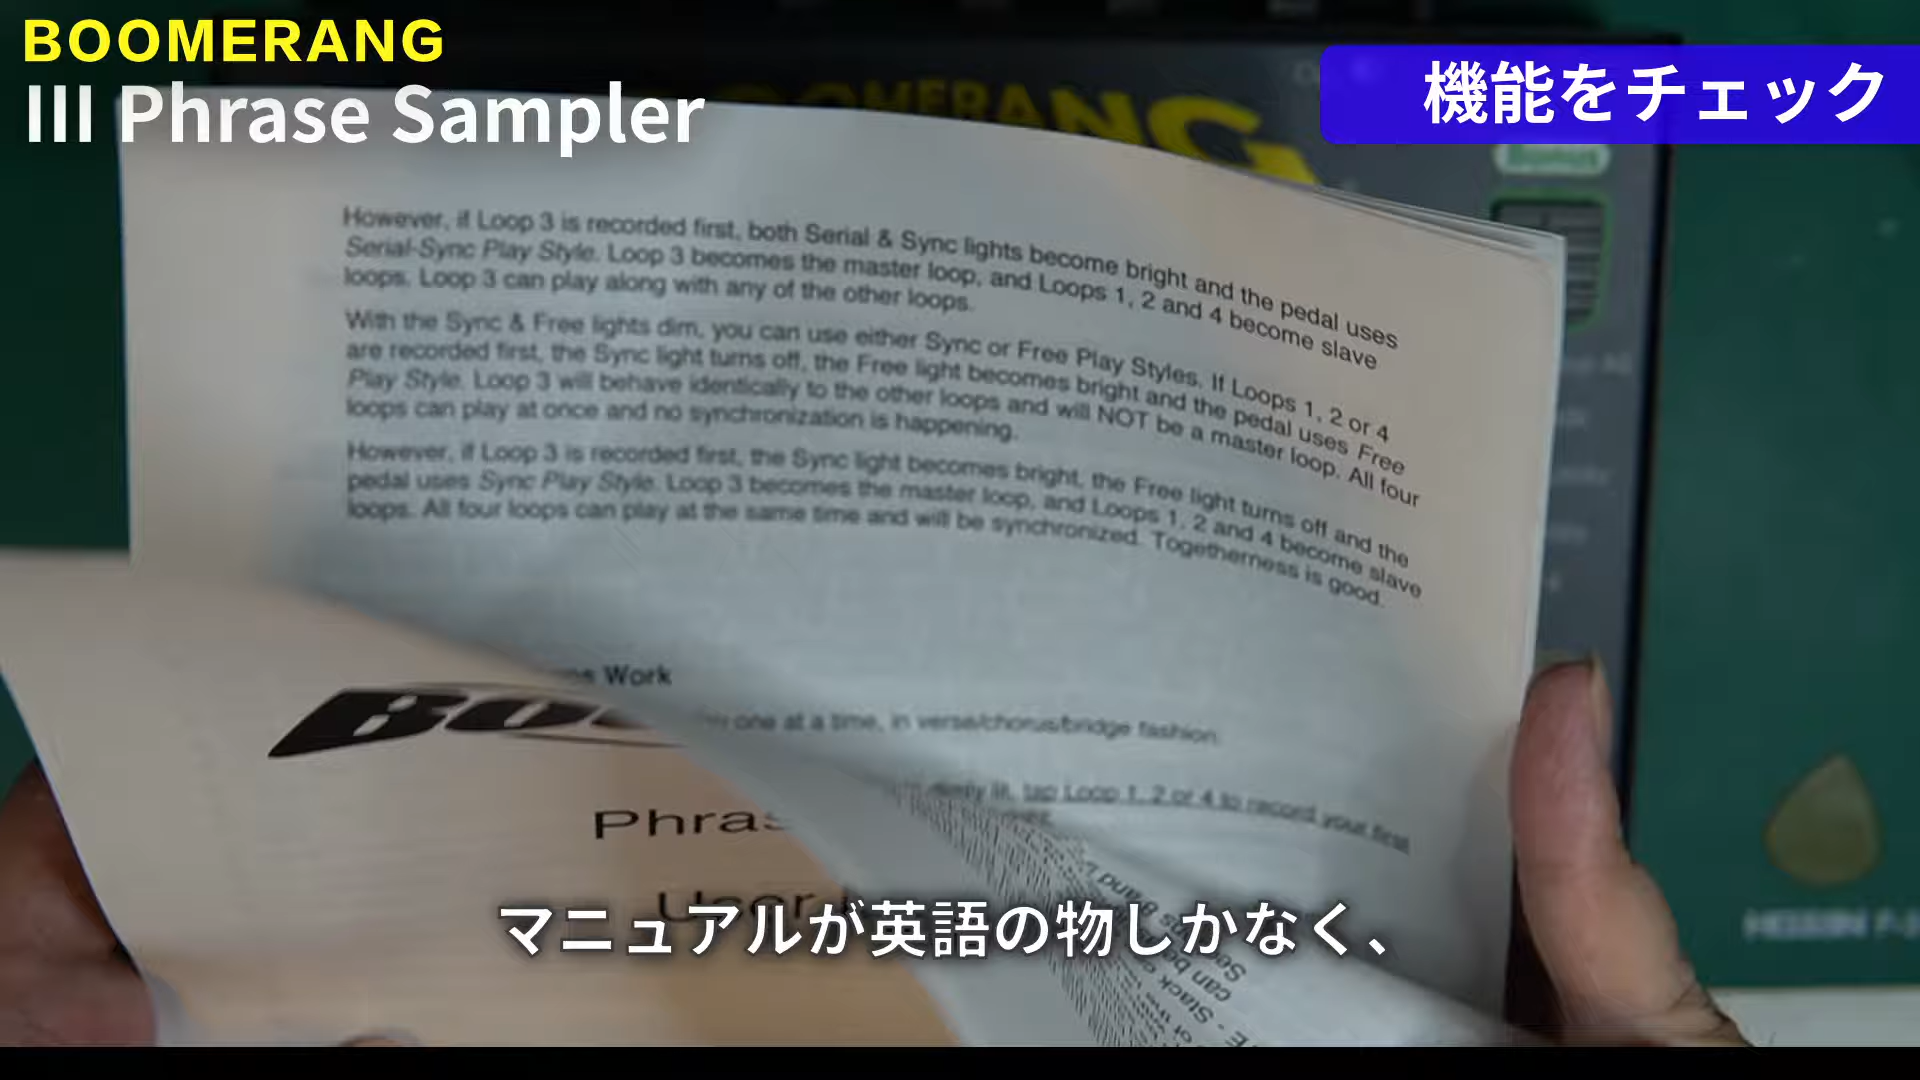 BOOMERANG
III Phrase Sampler
機能をチェック
BOOMERANG
Bonus
However, if Loop 3 is recorded first, both Serial & Sync lights become bright and the pedal uses
Serial-Sync Play Style. Loop 3 becomes the master loop, and Loops 1, 2 and 4 become slave
loops. Loop 3 can play along with any of the other loops.
With the Sync & Free lights dim, you can use either Sync or Free Play Styles. If Loops 1, 2 or 4
are recorded first, the Sync light turns off, the Free light becomes bright and the pedal uses Free
Play Style. Loop 3 will behave identically to the other loops and will NOT be a master loop. All four
loops can play at once and no synchronization is happening.
However, if Loop 3 is recorded first, the Sync light becomes bright, the Free light turns off and the
pedal uses Sync Play Style. Loop 3 becomes the master loop, and Loops 1, 2 and 4 become slave
loops. All four loops can play at the same time and will be synchronized. Togetherness is good.
Work
one at a time, in verse/chorus/bridge fashion.
lit, tap Loop 1, 2 or 4 to record your first
Phras
User
can be
マニュアルが英語の物しかなく、